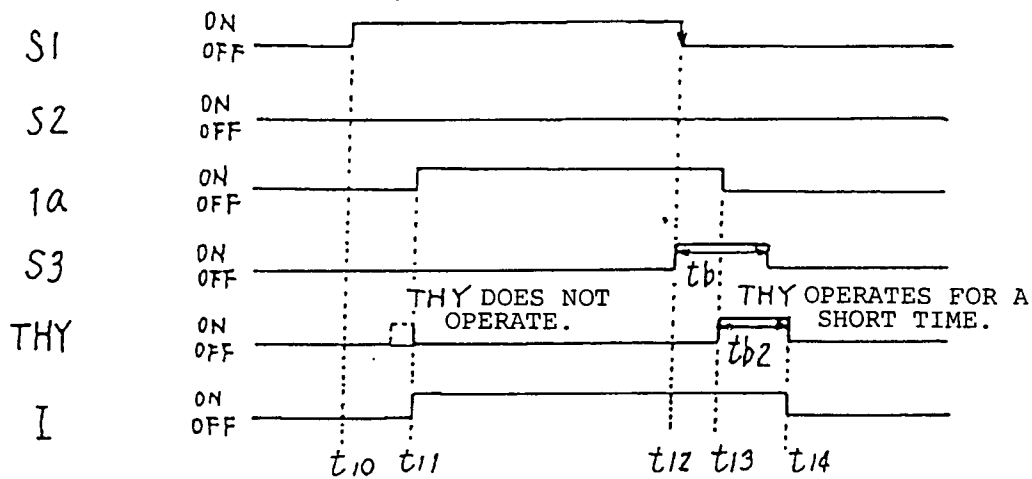 S1 ON
OFF
S2 ON
OFF
1a ON
OFF
S3 ON
OFF
tb
THY DOES NOT
OPERATE.
THY OPERATES FOR A
SHORT TIME.
THY ON
OFF
tb2
I ON
OFF
t10 t11 t12 t13 t14